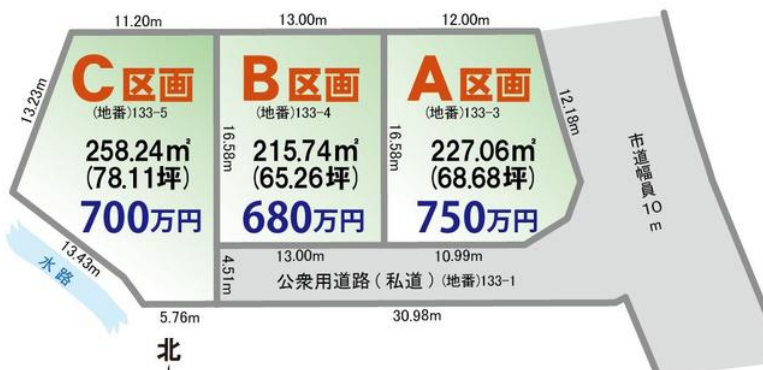 11.20m
13.00m
12.00m
C区画
(地番)133-5
258.24㎡
(78.11坪)
700万円
13.23m
13.43m
水路
5.76m
B区画
(地番)133-4
215.74㎡
(65.26坪)
680万円
16.58m
13.00m
A区画
(地番)133-3
227.06㎡
(68.68坪)
750万円
16.58m
12.18m
10.99m
4.51m
公衆用道路(私道)(地番)133-1
30.98m
市道幅員10m
北